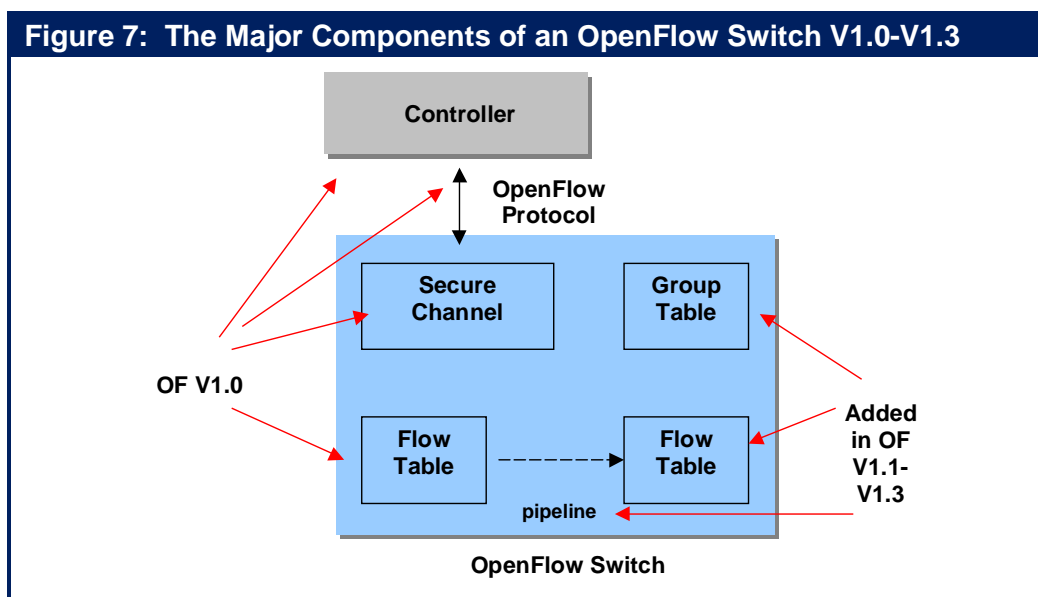 Figure 7: The Major Components of an OpenFlow Switch V1.0-V1.3
Controller
OpenFlow
Protocol
Secure
Channel
Group
Table
OF V1.0
Flow
Table
Flow
Table
Added
in OF
V1.1-
V1.3
pipeline
OpenFlow Switch